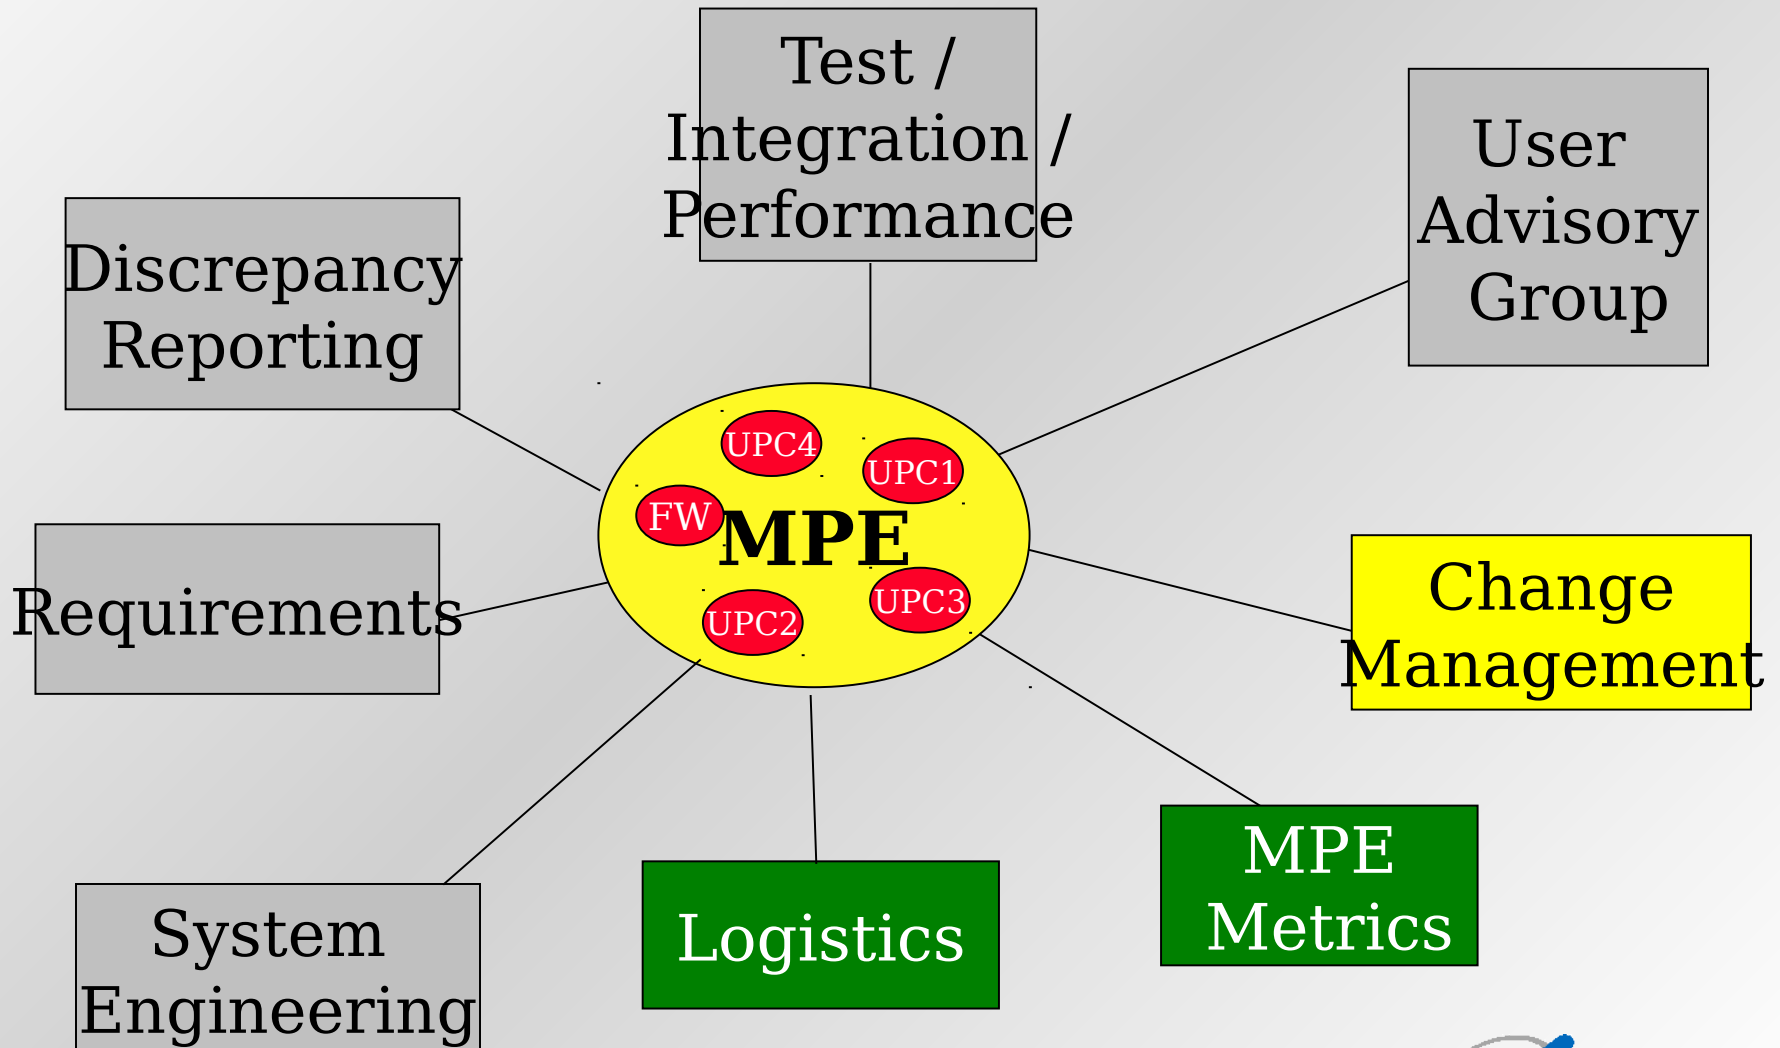 Test /
Integration /
Performance
User
Advisory
Group
Discrepancy
Reporting
UPC4
UPC1
FW
MPE
UPC3
UPC2
Requirements
Change
Management
MPE
Metrics
Logistics
System
Engineering